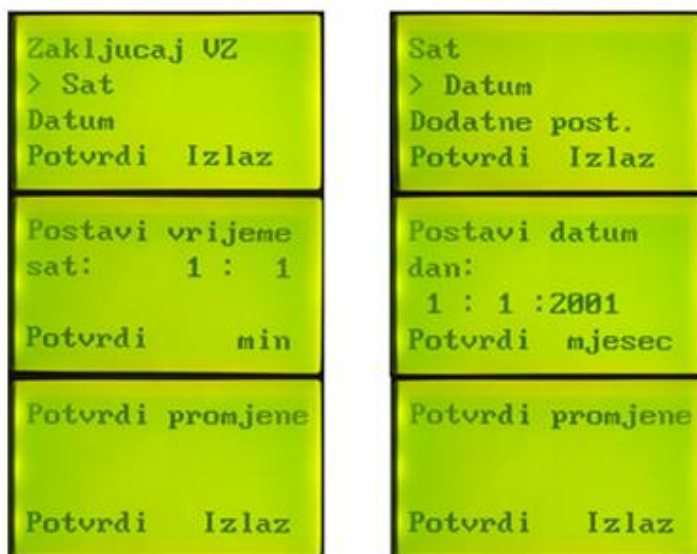 Zakljucaj VZ
> Sat
Datum
Potvrdi Izlaz
Postavi vrijeme
sat: 1 : 1
Potvrdi min
Potvrdi promjene
Potvrdi Izlaz
Sat
> Datum
Dodatne post.
Potvrdi Izlaz
Postavi datum
dan:
1 : 1 :2001
Potvrdi mjesec
Potvrdi promjene
Potvrdi Izlaz